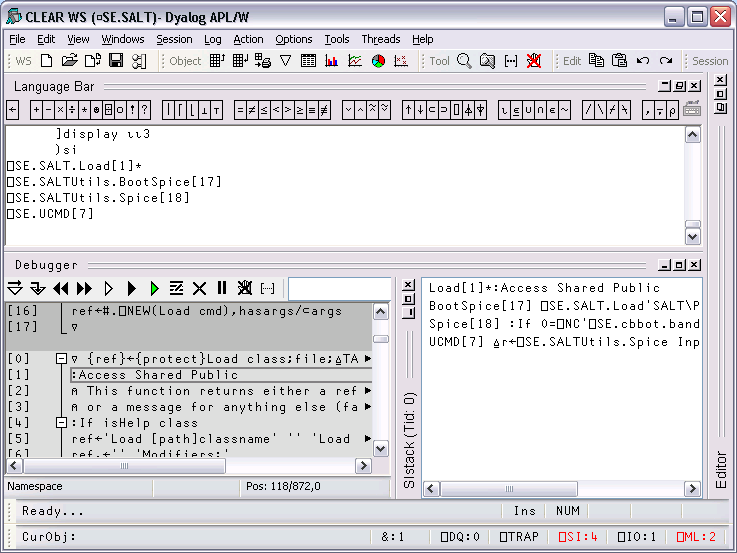 CLEAR WS (⎕SE.SALT)- Dyalog APL/W
File Edit View Windows Session Log Action Options Tools Threads Help
WS Object Tool Edit Session
Language Bar
← + - × ÷ * ⍟ ⌹ ○ ! ? | ⌈ ⌊ ⊥ ⊤ = ≠ ≤ < > ≥ ≡ ≢ ∨ ∧ ⍱ ⍲ ↑ ↓ ⊂ ⊃ ⌷ ⍋ ⍒ ⍳ ⍷ ∪ ∩ ∊ ~ / \ ⌿ ⍀ , ⍪ ⍴
]display ⍳⍳3
)si
⎕SE.SALT.Load[1]*
⎕SE.SALTUtils.BootSpice[17]
⎕SE.SALTUtils.Spice[18]
⎕SE.UCMD[7]
Debugger
[16] ref←#.⎕NEW(Load cmd),hasargs/⊂args
[17] ∇
[0] ∇ {ref}←{protect}Load class;file;∆TA
[1] :Access Shared Public
[2] ⍝ This function returns either a ref
[3] ⍝ or a message for anything else (fa
[4] :If isHelp class
[5] ref←'Load [path]classname' '' 'Load
[6] ref,←'' 'Modifiers:'
Namespace Pos: 118/872,0
SIstack (Tid: 0)
Load[1]*:Access Shared Public
BootSpice[17] ⎕SE.SALT.Load'SALT\P
Spice[18] :If 0=⎕NC'⎕SE.cbbot.band
UCMD[7] ∆r←⎕SE.SALTUtils.Spice Inp
Editor
Ready... Ins NUM
CurObj: &:1 ⎕DQ:0 ⎕TRAP ⎕SI:4 ⎕IO:1 ⎕ML:2